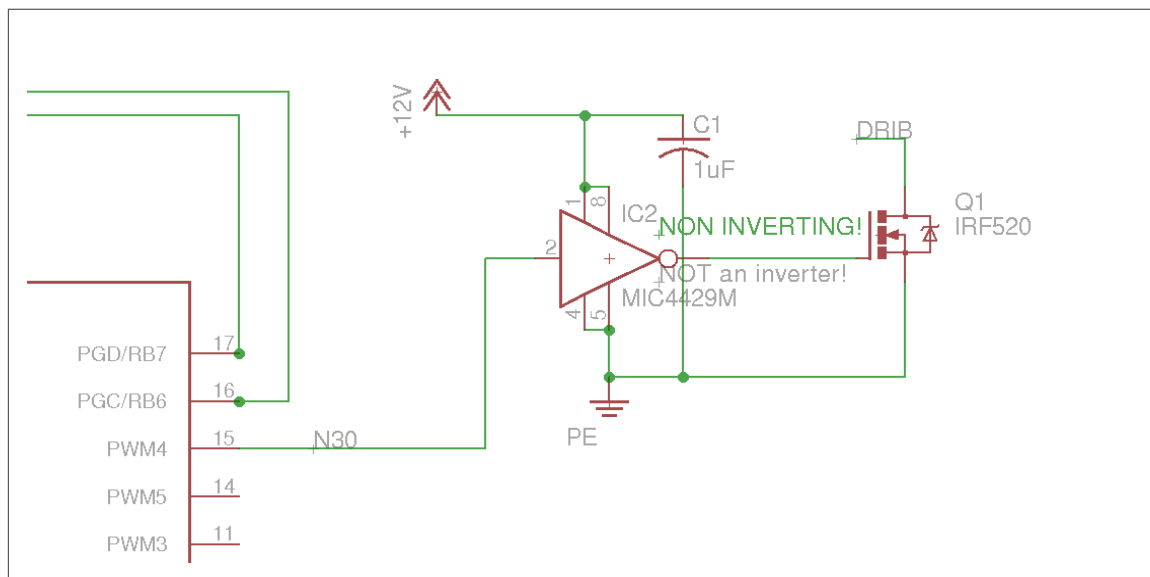 +12V
C1
1uF
DRIB
Q1
IRF520
1
8
IC2
NON INVERTING!
2
NOT an inverter!
MIC4429M
4
5
PE
PGD/RB7 17
PGC/RB6 16
PWM4 15
N30
PWM5 14
PWM3 11